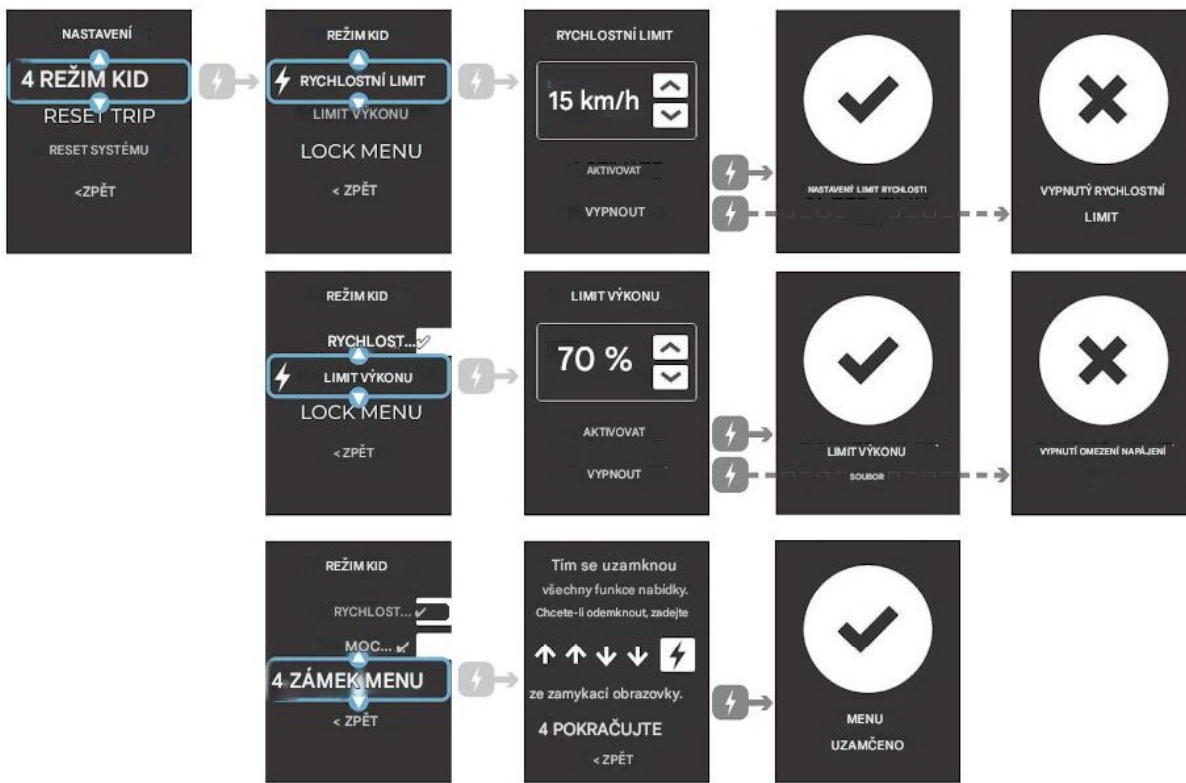 NASTAVENÍ
4 REŽIM KID
RESET TRIP
RESET SYSTÉMU
<ZPĚT
REŽIM KID
RYCHLOSTNÍ LIMIT
LIMIT VÝKONU
LOCK MENU
< ZPĚT
RYCHLOSTNÍ LIMIT
15 km/h
AKTIVOVAT
VYPNOUT
NASTAVENÝ LIMIT RYCHLOSTI
VYPNUTÝ RYCHLOSTNÍ
LIMIT
REŽIM KID
RYCHLOST...
LIMIT VÝKONU
LOCK MENU
<ZPĚT
LIMIT VÝKONU
70 %
AKTIVOVAT
VYPNOUT
LIMIT VÝKONU
SOUBOR
VYPNUTÍ OMEZENÍ NAPÁJENÍ
REŽIM KID
RYCHLOST...
MOC...
4 ZÁMEK MENU
< ZPĚT
Tím se uzamknou
všechny funkce nabídky.
Chcete-li odemknout, zadejte
ze zamykací obrazovky.
4 POKRAČUJTE
<ZPĚT
MENU
UZAMČENO